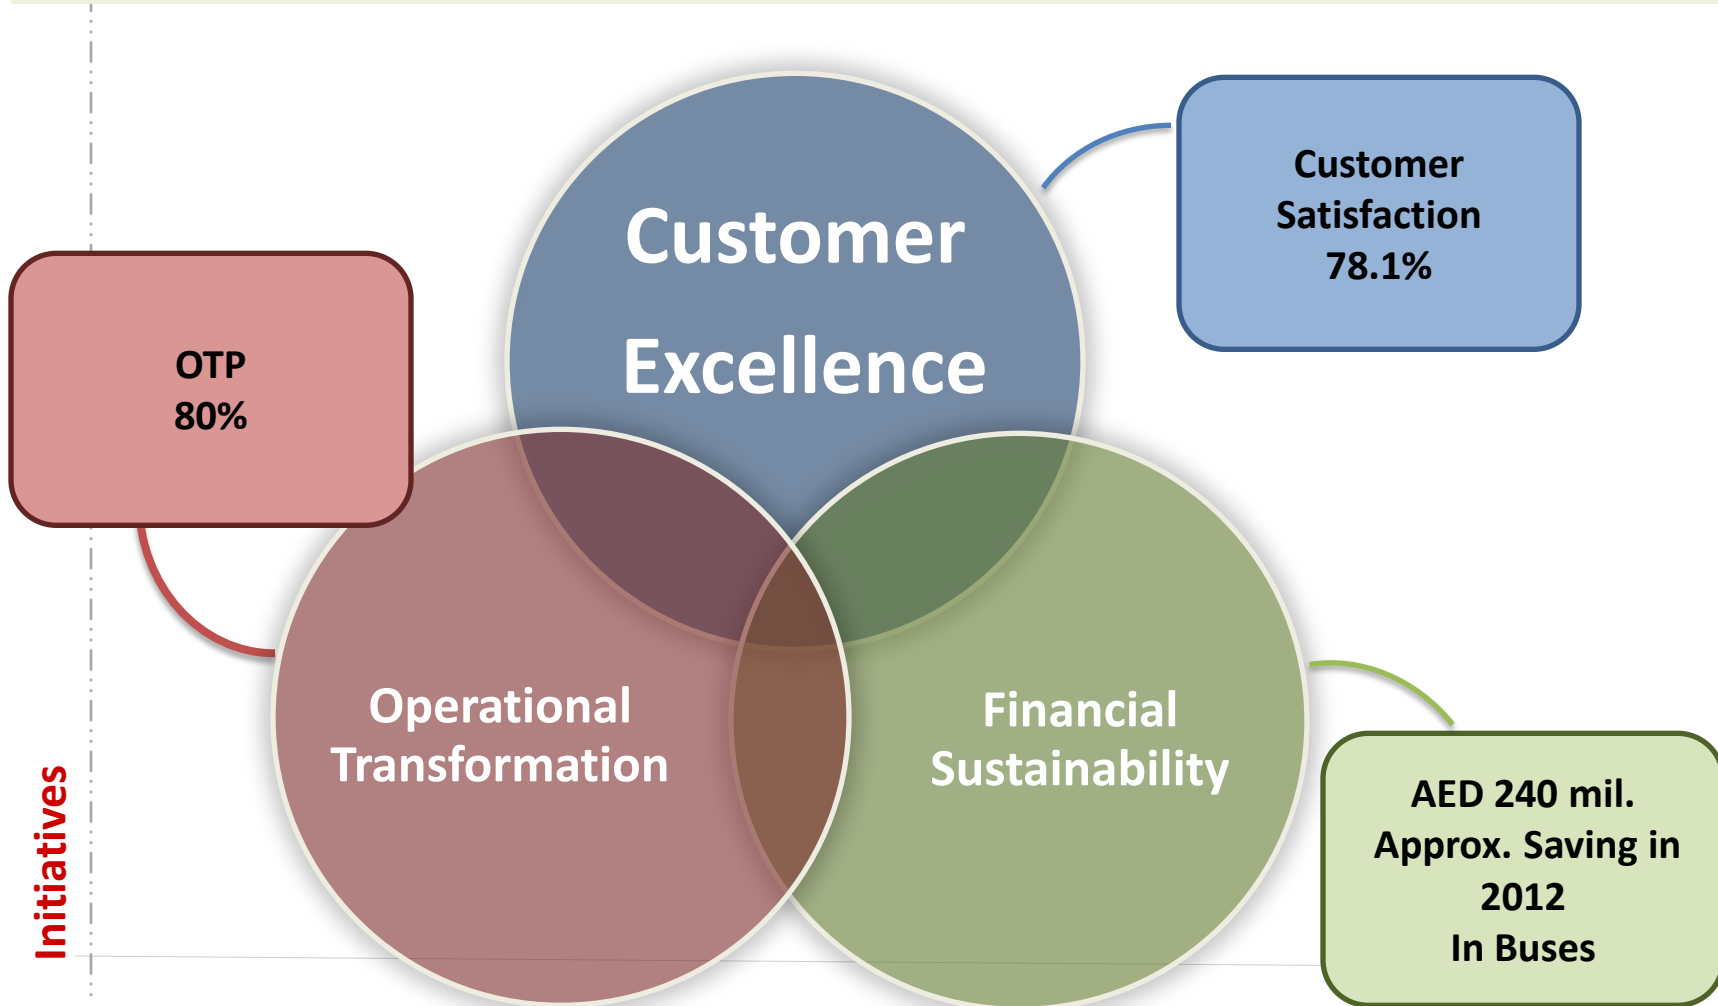 Customer
Excellence
Customer
Satisfaction
78.1%
OTP
80%
Operational
Transformation
Financial
Sustainability
AED 240 mil.
Approx. Saving in
2012
In Buses
Initiatives